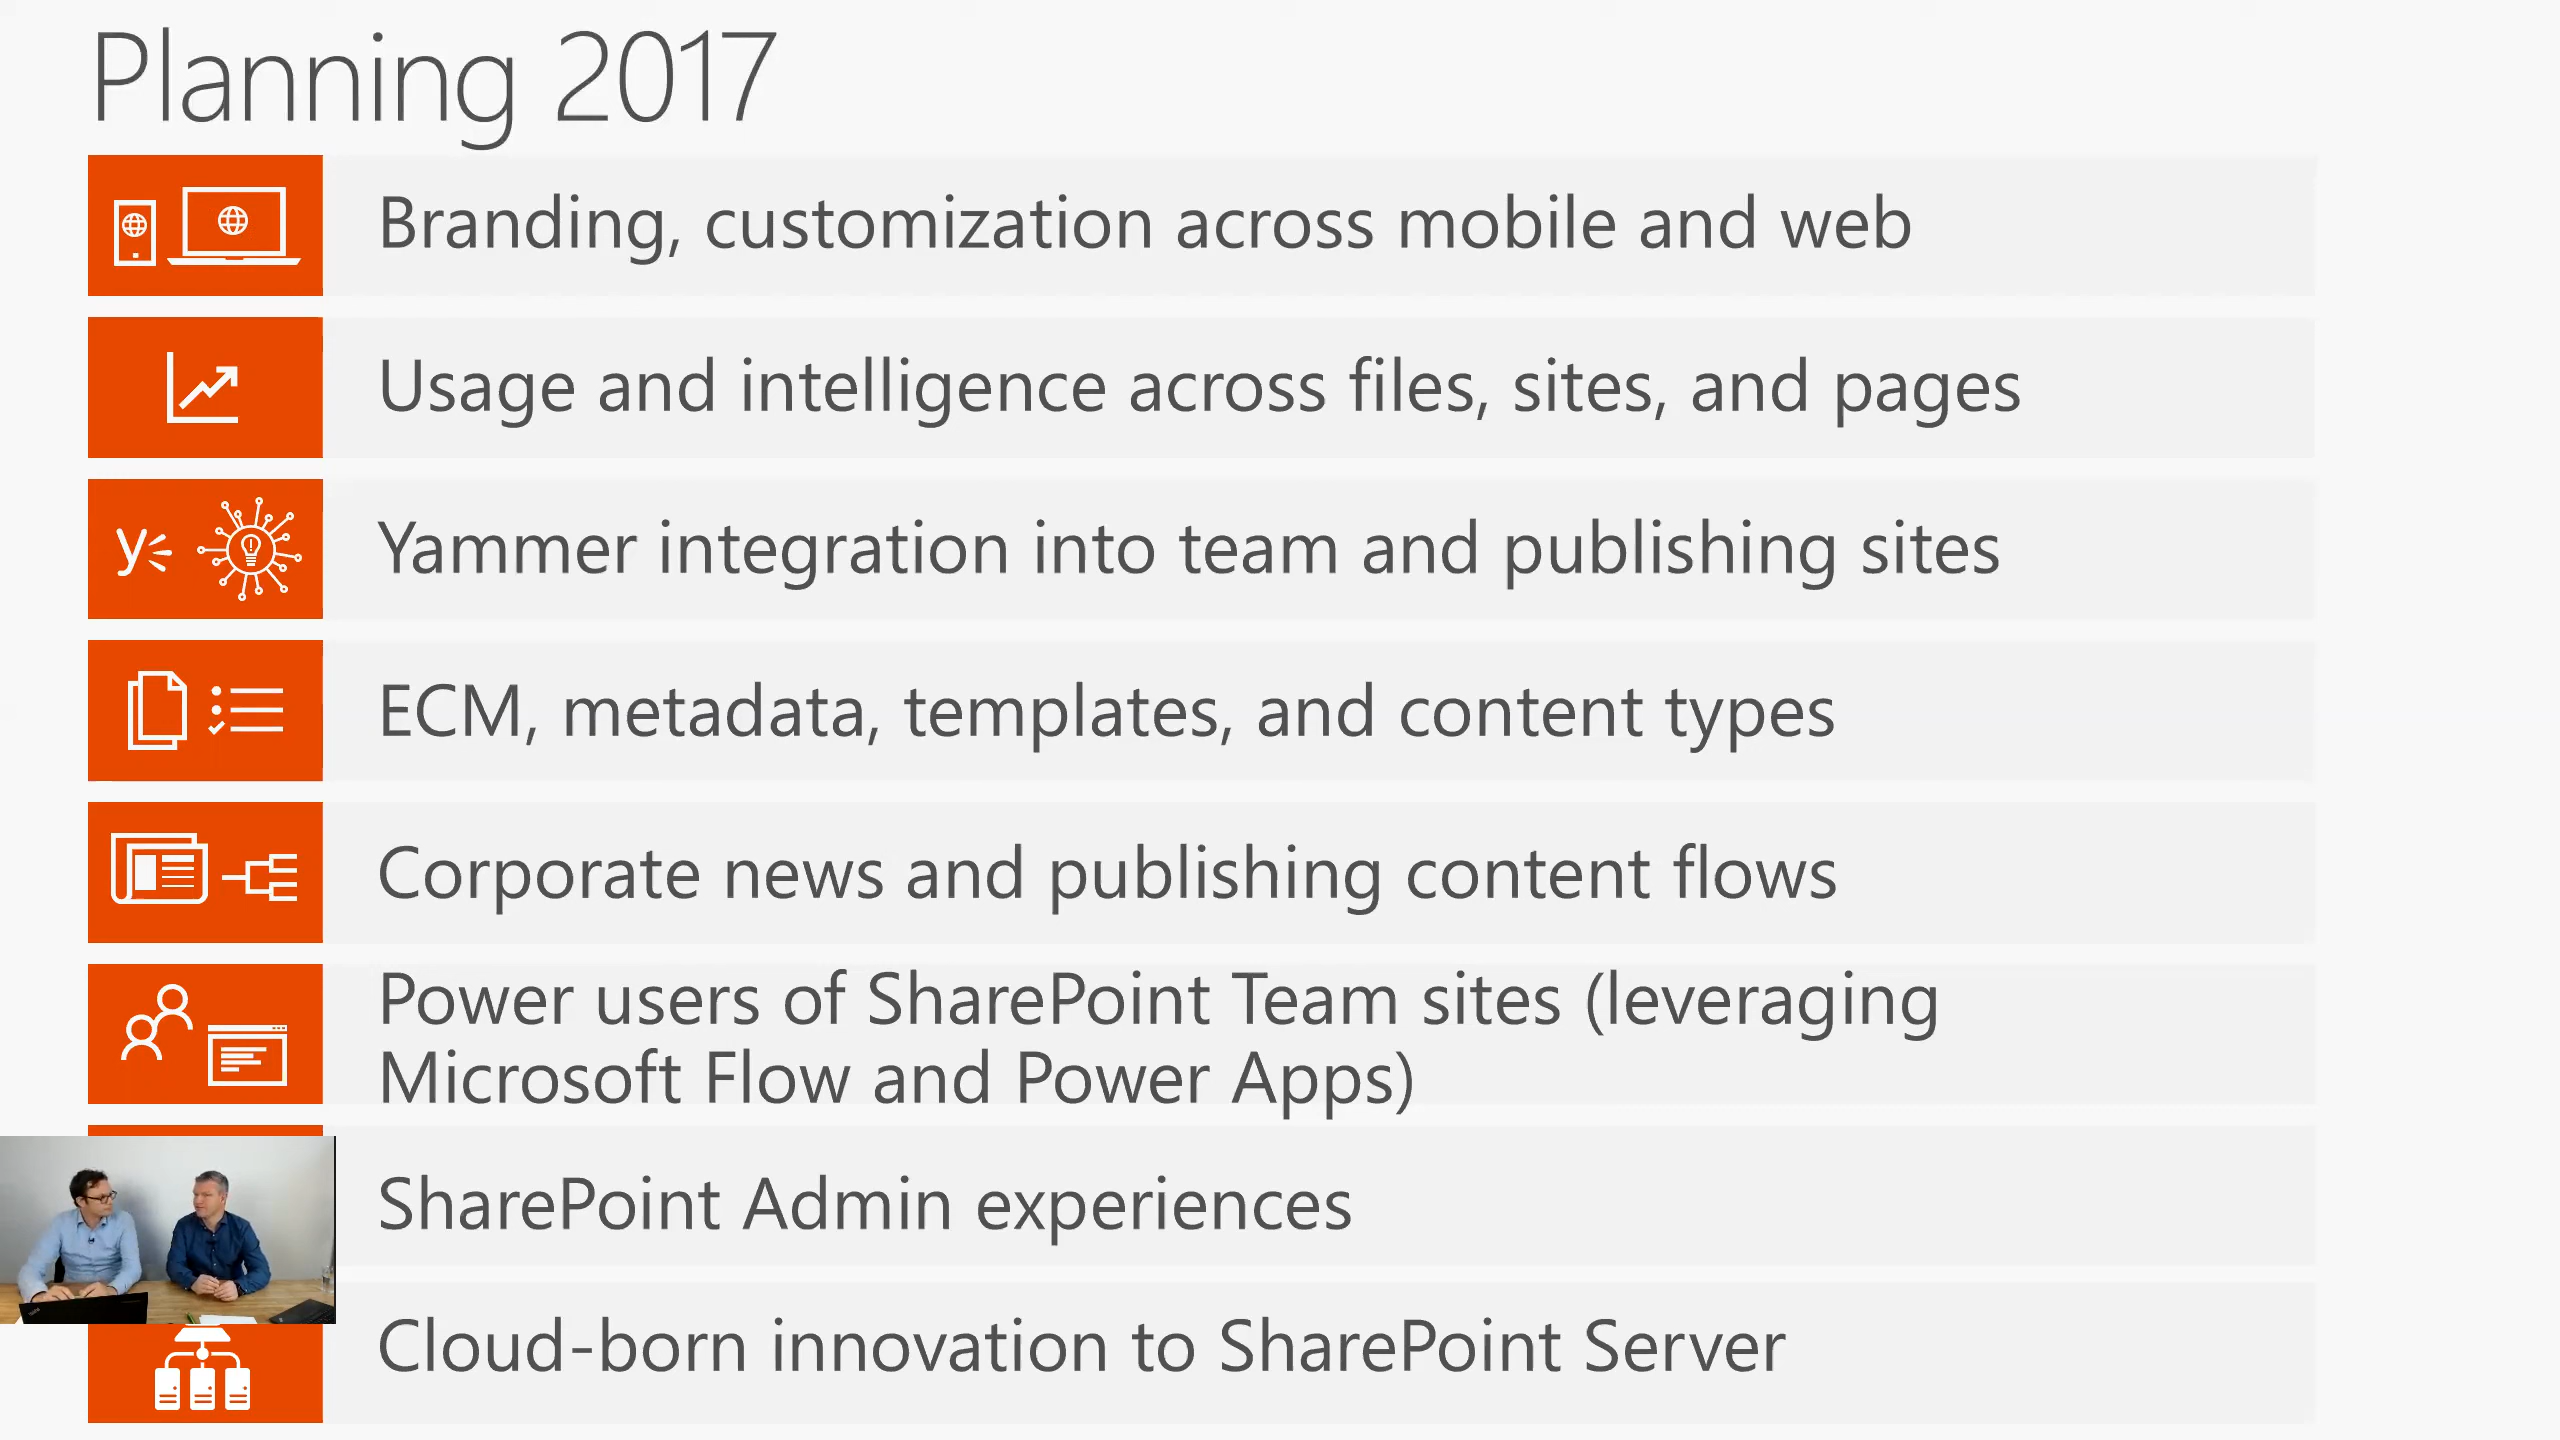 Planning 2017
Branding, customization across mobile and web
Usage and intelligence across files, sites, and pages
Yammer integration into team and publishing sites
ECM, metadata, templates, and content types
Corporate news and publishing content flows
Power users of SharePoint Team sites (leveraging
Microsoft Flow and Power Apps)
SharePoint Admin experiences
Cloud-born innovation to SharePoint Server